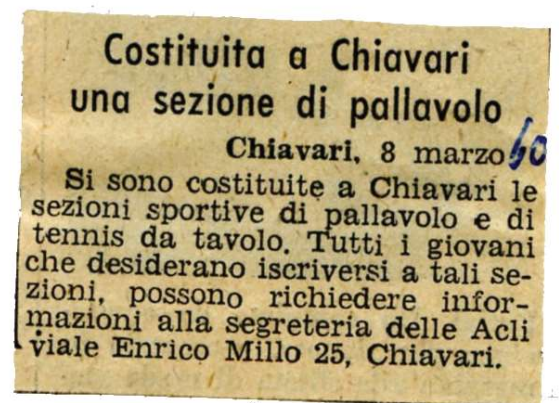 Costituita a Chiavari
una sezione di pallavolo
Chiavari, 8 marzo 60
Si sono costituite a Chiavari le
sezioni sportive di pallavolo e di
tennis da tavolo. Tutti i giovani
che desiderano iscriversi a tali se-
zioni, possono richiedere infor-
mazioni alla segreteria delle Acli
viale Enrico Millo 25, Chiavari.